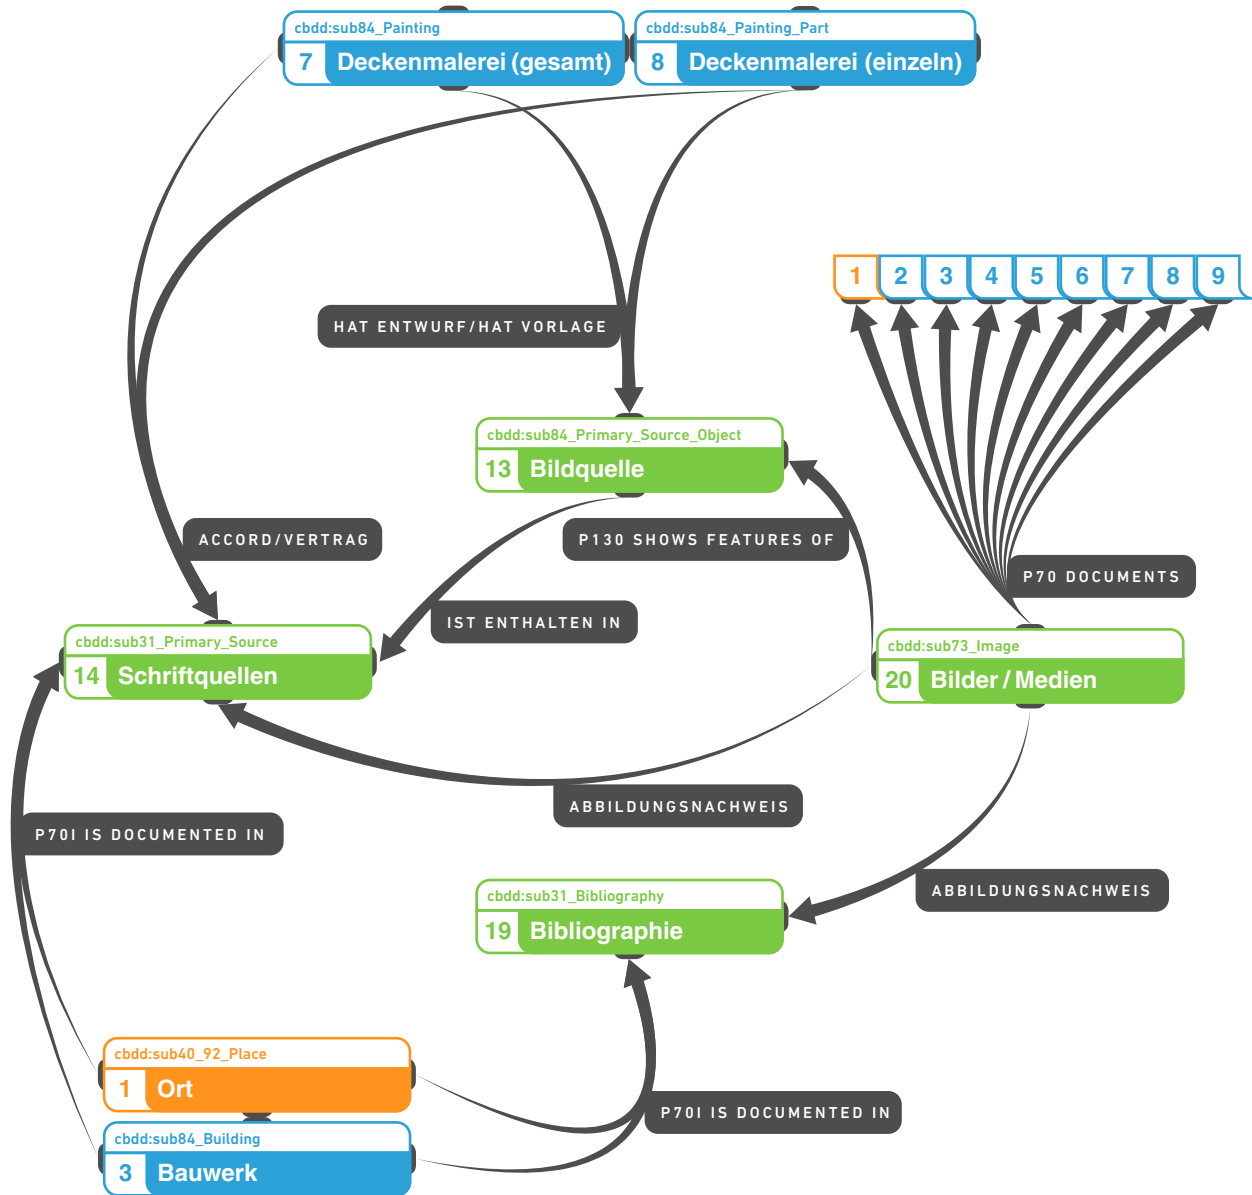 cbdd:sub84_Painting
7 Deckenmalerei (gesamt)
cbdd:sub84_Painting_Part
8 Deckenmalerei (einzeln)
1 2 3 4 5 6 7 8 9
HAT ENTWURF/HAT VORLAGE
cbdd:sub84_Primary_Source_Object
13 Bildquelle
ACCORD/VERTRAG
P130 SHOWS FEATURES OF
P70 DOCUMENTS
IST ENTHALTEN IN
cbdd:sub31_Primary_Source
14 Schriftquellen
cbdd:sub73_Image
20 Bilder / Medien
ABBILDUNGSNACHWEIS
P70I IS DOCUMENTED IN
ABBILDUNGSNACHWEIS
cbdd:sub31_Bibliography
19 Bibliographie
cbdd:sub40_92_Place
1 Ort
P70I IS DOCUMENTED IN
cbdd:sub84_Building
3 Bauwerk